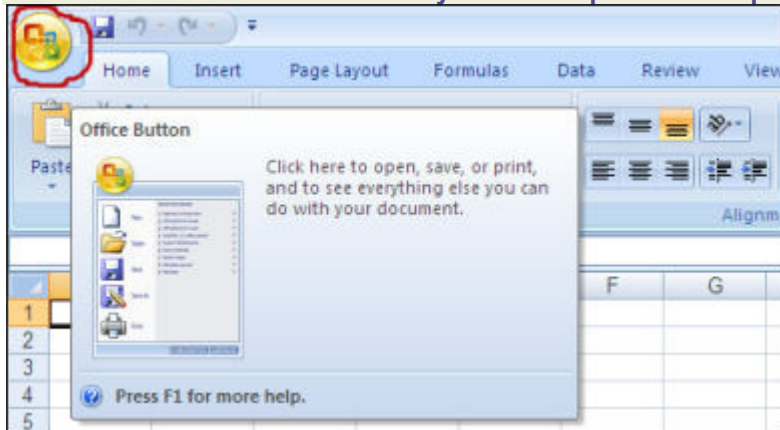 Home Insert Page Layout Formulas Data Review View
Office Button
Paste
Click here to open, save, or print,
and to see everything else you can
do with your document.
Alignm
F G
1
2
3
4
5
Press F1 for more help.